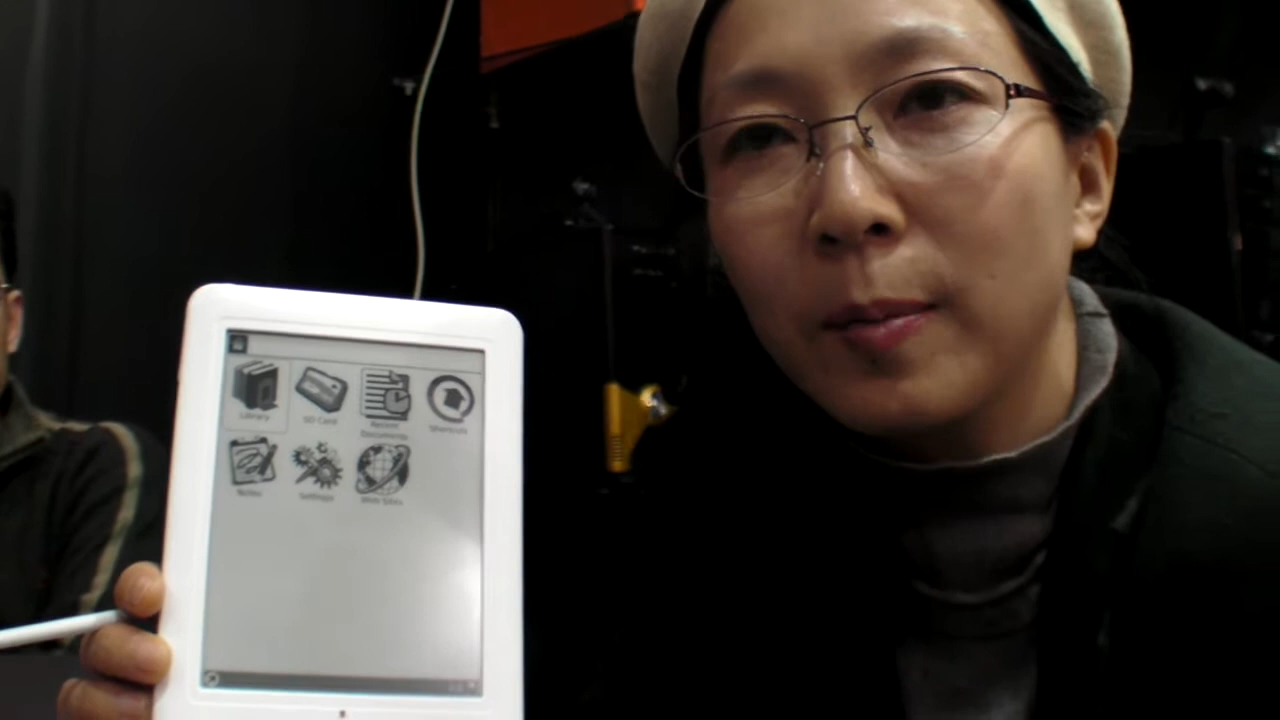 Library
SD Card
Recent
Documents
Shortcuts
Notes
Settings
Web Sites